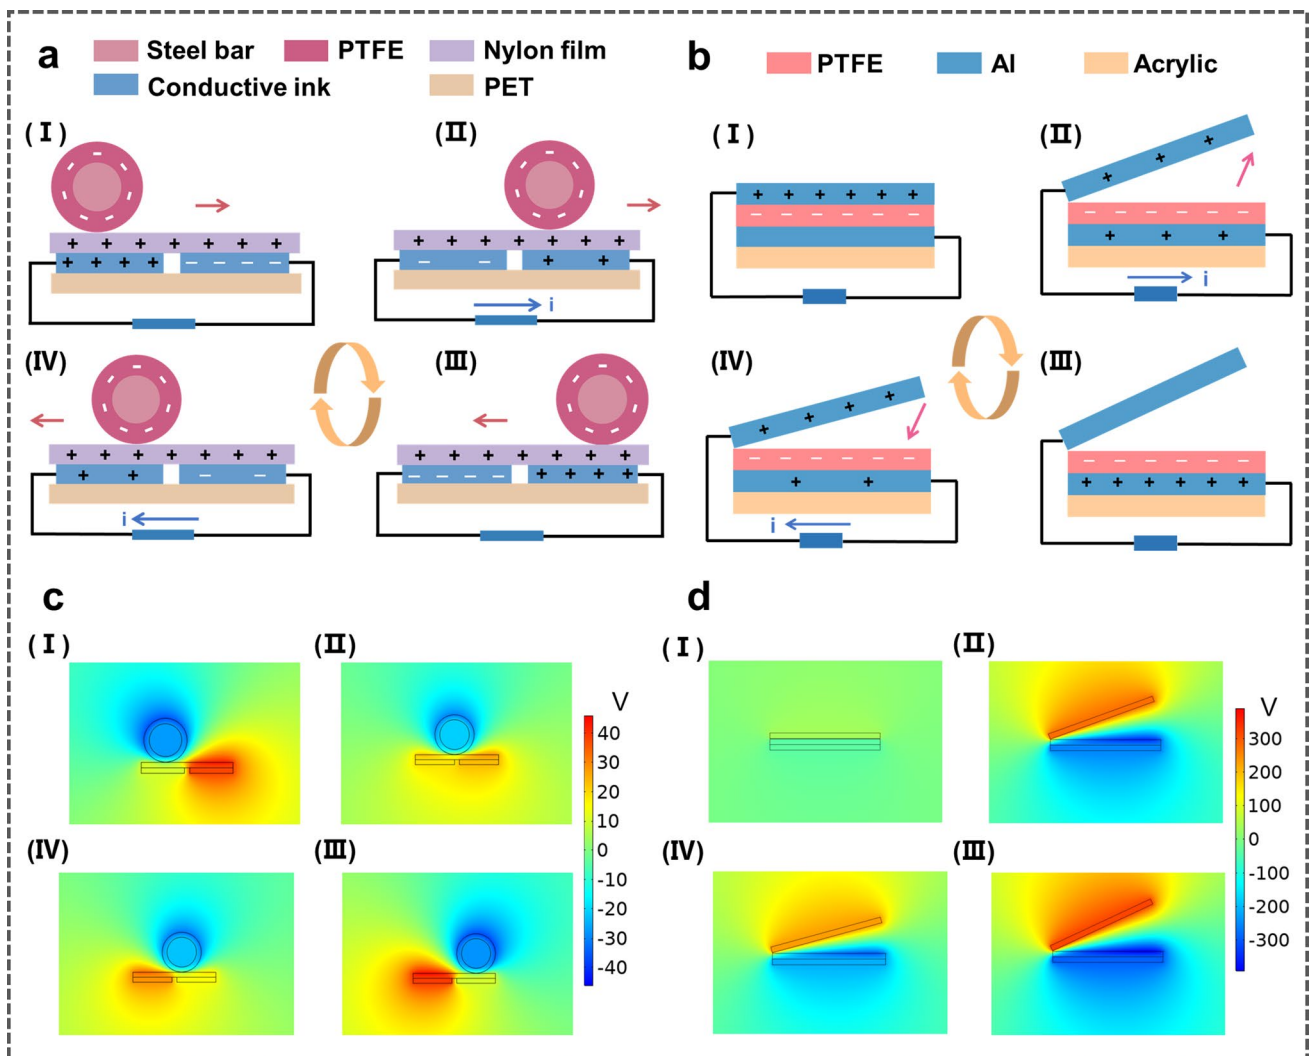 a
Steel bar PTFE Nylon film
Conductive ink PET
(Ⅰ) (Ⅱ)
+ + + + + + +
+ + + + − − − −
+ + + + + + +
− − + +
i
(Ⅳ) (Ⅲ)
+ + + + + + +
+ + − −
i
+ + + + + + +
− − − − + + + +
b
PTFE Al Acrylic
(Ⅰ) (Ⅱ)
+ + + + + +
− − − − − −
+ + +
− − − − − −
+ + +
i
(Ⅳ) (Ⅲ)
+ + + +
− − − − − −
+ +
i
− − − − − −
+ + + + + +
c
(Ⅰ) (Ⅱ)
(Ⅳ) (Ⅲ)
V
40
30
20
10
0
-10
-20
-30
-40
d
(Ⅰ) (Ⅱ)
(Ⅳ) (Ⅲ)
V
300
200
100
0
-100
-200
-300